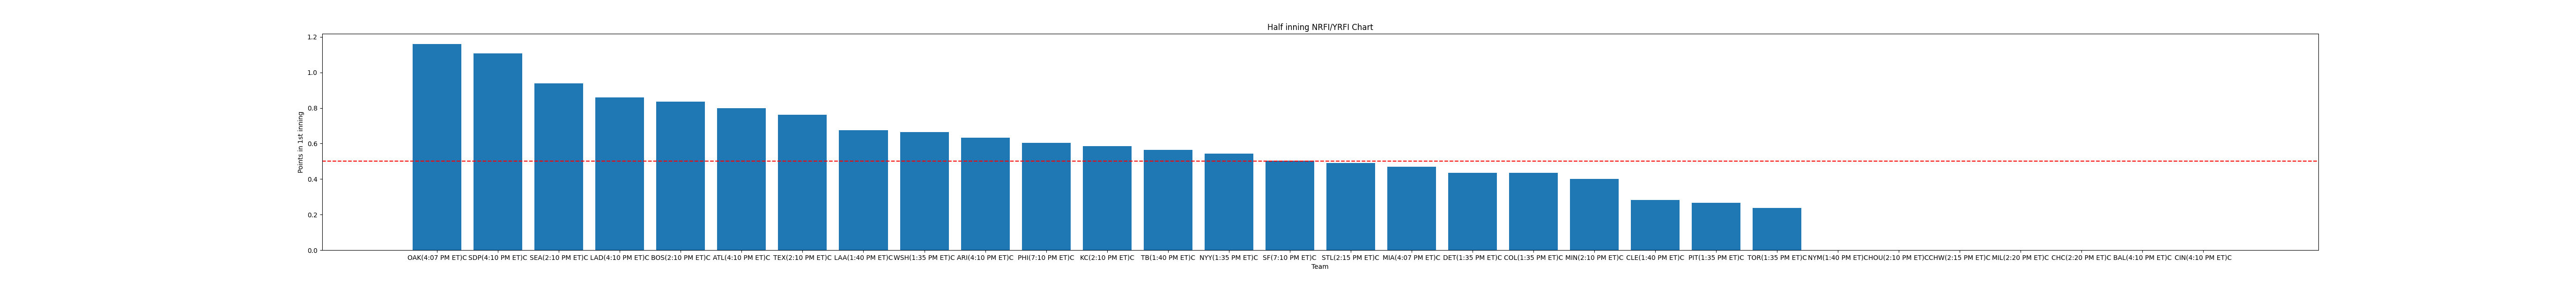 Half inning NRFI/YRFI Chart
1.2
1.0
0.8
0.6
0.4
0.2
0.0
Points in 1st inning
OAK(4:07 PM ET)C SDP(4:10 PM ET)C SEA(2:10 PM ET)C LAD(4:10 PM ET)C BOS(2:10 PM ET)C ATL(4:10 PM ET)C TEX(2:10 PM ET)C LAA(1:40 PM ET)C WSH(1:35 PM ET)C ARI(4:10 PM ET)C PHI(7:10 PM ET)C KC(2:10 PM ET)C TB(1:40 PM ET)C NYY(1:35 PM ET)C SF(7:10 PM ET)C STL(2:15 PM ET)C MIA(4:07 PM ET)C DET(1:35 PM ET)C COL(1:35 PM ET)C MIN(2:10 PM ET)C CLE(1:40 PM ET)C PIT(1:35 PM ET)C TOR(1:35 PM ET)C NYM(1:40 PM ET)C HOU(2:10 PM ET)C CHW(2:15 PM ET)C MIL(2:20 PM ET)C CHC(2:20 PM ET)C BAL(4:10 PM ET)C CIN(4:10 PM ET)C
Team